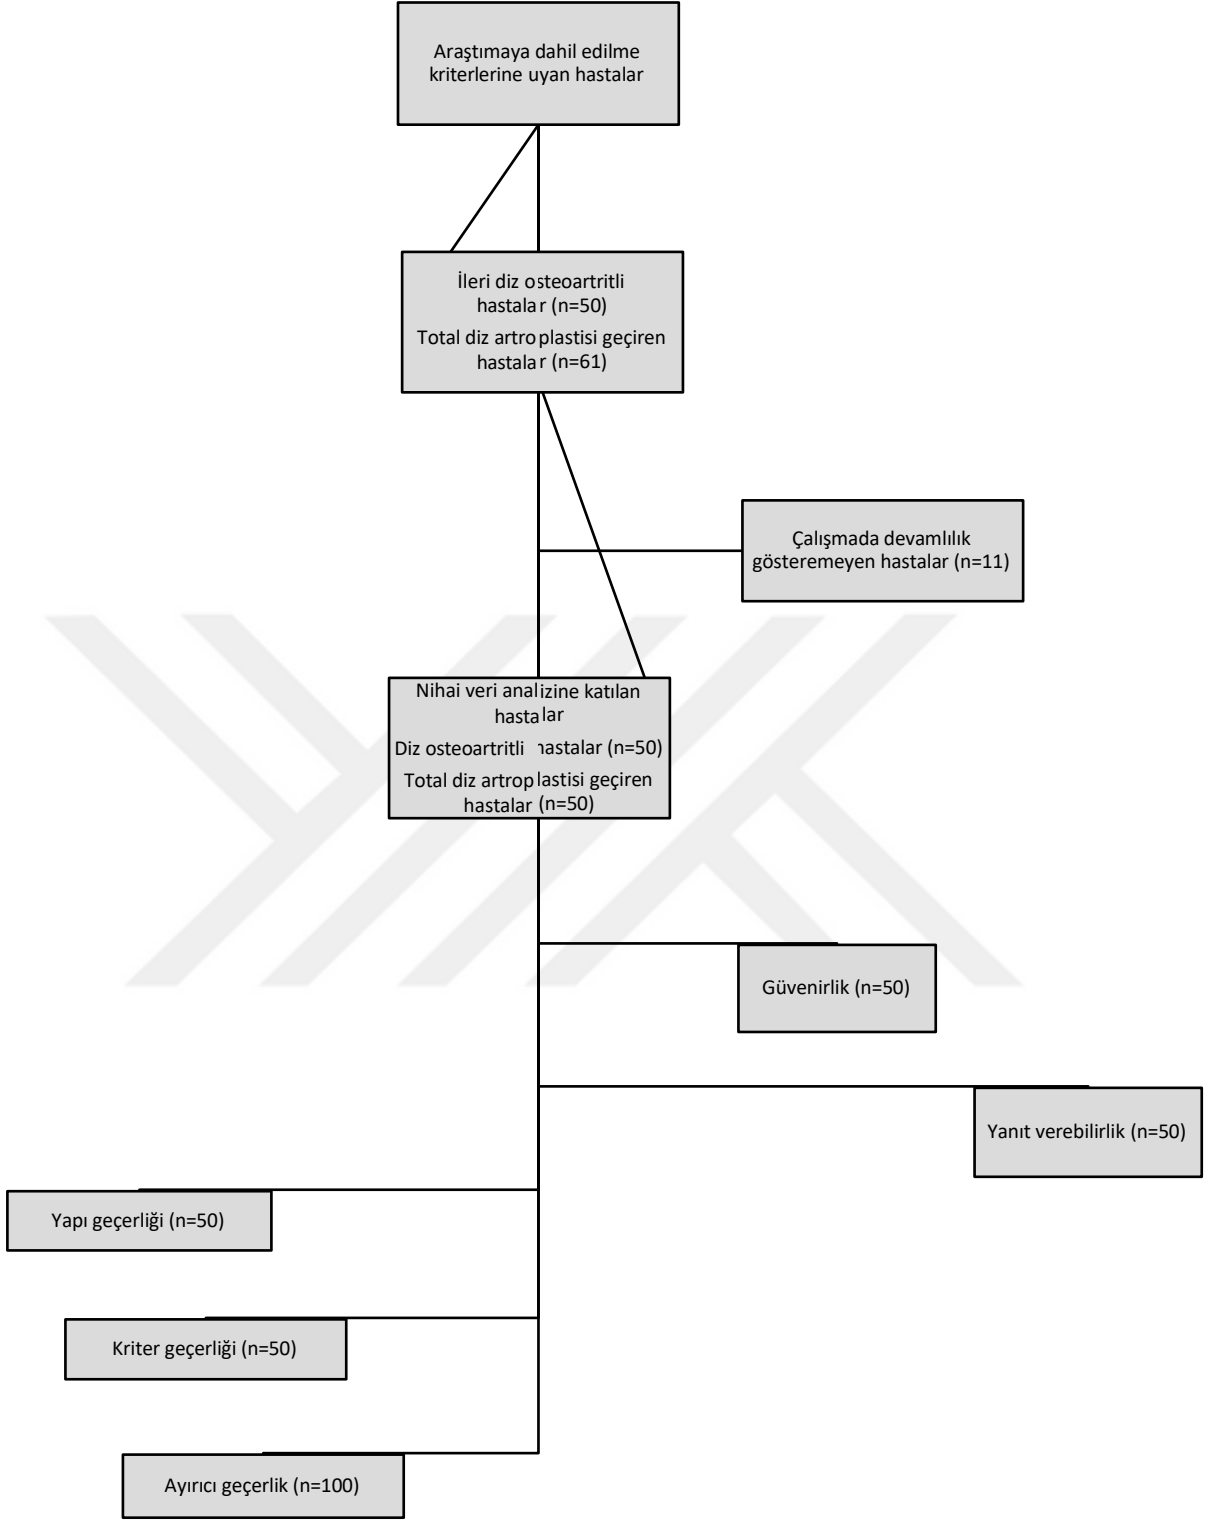 Araştımaya dahil edilme
kriterlerine uyan hastalar
İleri diz osteoartritli
hastalar (n=50)
Total diz artroplastisi geçiren
hastalar (n=61)
Çalışmada devamlılık
gösteremeyen hastalar (n=11)
Nihai veri analizine katılan
hastalar
Diz osteoartritli hastalar (n=50)
Total diz artroplastisi geçiren
hastalar (n=50)
Güvenirlik (n=50)
Yanıt verebilirlik (n=50)
Yapı geçerliği (n=50)
Kriter geçerliği (n=50)
Ayırıcı geçerlik (n=100)